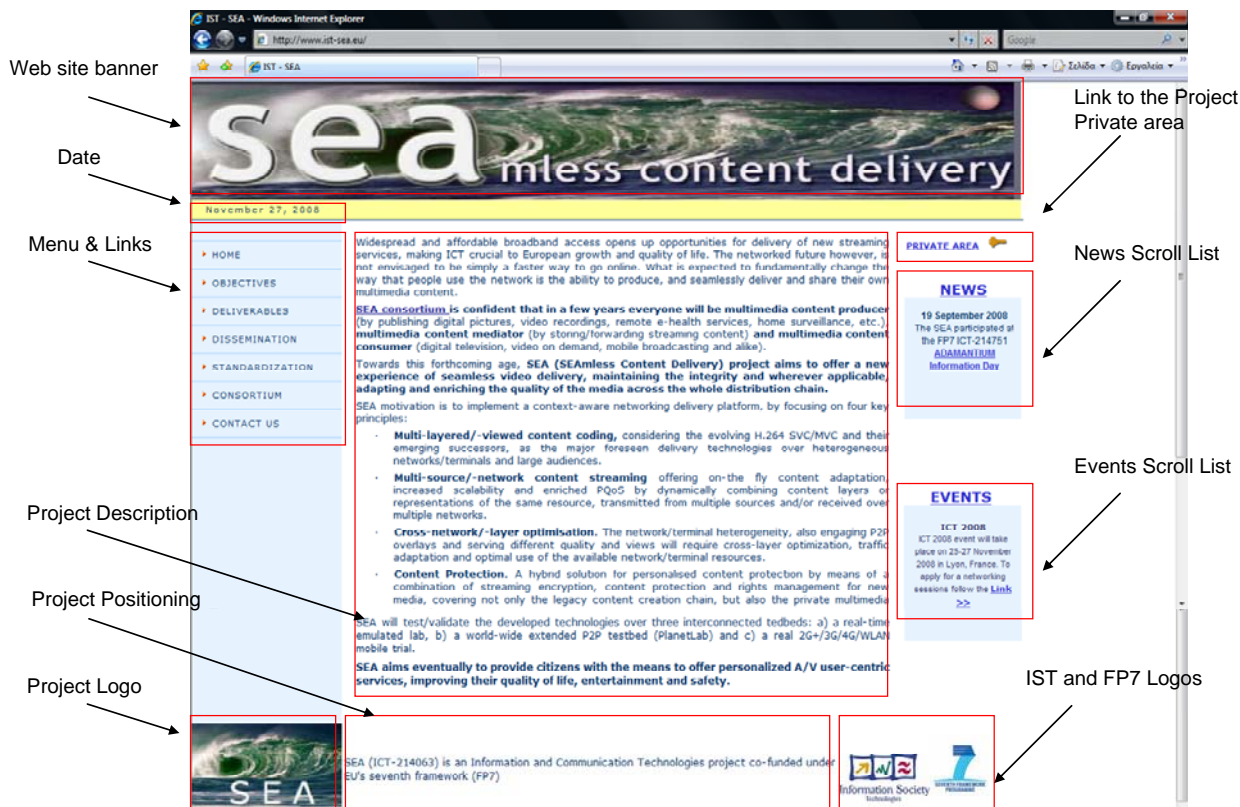 IST - SEA - Windows Internet Explorer
http://www.ist-sea.eu/
Google
IST - SEA
Σελίδα
Εργαλεία
Web site banner
sea mless content delivery
Link to the Project
Private area
Date
November 27, 2008
Menu & Links
HOME
OBJECTIVES
DELIVERABLES
DISSEMINATION
STANDARDIZATION
CONSORTIUM
CONTACT US
Widespread and affordable broadband access opens up opportunities for delivery of new streaming
services, making ICT crucial to European growth and quality of life. The networked future however, is
not envisaged to be simply a faster way to go online. What is expected to fundamentally change the
way that people use the network is the ability to produce, and seamlessly deliver and share their own
multimedia content.
SEA consortium is confident that in a few years everyone will be multimedia content producer
(by publishing digital pictures, video recordings, remote e-health services, home surveillance, etc.),
multimedia content mediator (by storing/forwarding streaming content) and multimedia content
consumer (digital television, video on demand, mobile broadcasting and alike).
Towards this forthcoming age, SEA (SEAmless Content Delivery) project aims to offer a new
experience of seamless video delivery, maintaining the integrity and wherever applicable,
adapting and enriching the quality of the media across the whole distribution chain.
SEA motivation is to implement a context-aware networking delivery platform, by focusing on four key
principles:
· Multi-layered/-viewed content coding, considering the evolving H.264 SVC/MVC and their
emerging successors, as the major foreseen delivery technologies over heterogeneous
networks/terminals and large audiences.
· Multi-source/-network content streaming offering on-the fly content adaptation,
increased scalability and enriched PQoS by dynamically combining content layers or
representations of the same resource, transmitted from multiple sources and/or received over
multiple networks.
· Cross-network/-layer optimisation. The network/terminal heterogeneity, also engaging P2P
overlays and serving different quality and views will require cross-layer optimization, traffic
adaptation and optimal use of the available network/terminal resources.
· Content Protection. A hybrid solution for personalised content protection by means of a
combination of streaming encryption, content protection and rights management for new
media, covering not only the legacy content creation chain, but also the private multimedia
SEA will test/validate the developed technologies over three interconnected tedbeds: a) a real-time
emulated lab, b) a world-wide extended P2P testbed (PlanetLab) and c) a real 2G+/3G/4G/WLAN
mobile trial.
SEA aims eventually to provide citizens with the means to offer personalized A/V user-centric
services, improving their quality of life, entertainment and safety.
PRIVATE AREA
News Scroll List
NEWS
19 September 2008
The SEA participated at
the FP7 ICT-214751
ADAMANTIUM
Information Day
Events Scroll List
EVENTS
ICT 2008
ICT 2008 event will take
place on 25-27 November
2008 in Lyon, France. To
apply for a networking
sessions follow the Link
>>
Project Description
Project Positioning
Project Logo
SEA
SEA (ICT-214063) is an Information and Communication Technologies project co-funded under
EU's seventh framework (FP7)
IST and FP7 Logos
Information Society
Technologies
7
SEVENTH FRAMEWORK
PROGRAMME